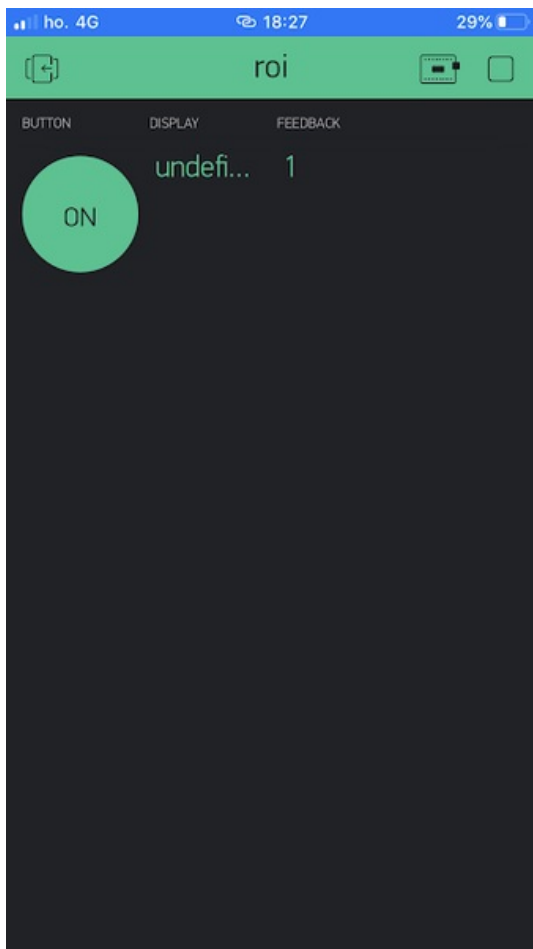 ho. 4G 18:27 29%
roi
BUTTON DISPLAY FEEDBACK
undefi... 1
ON